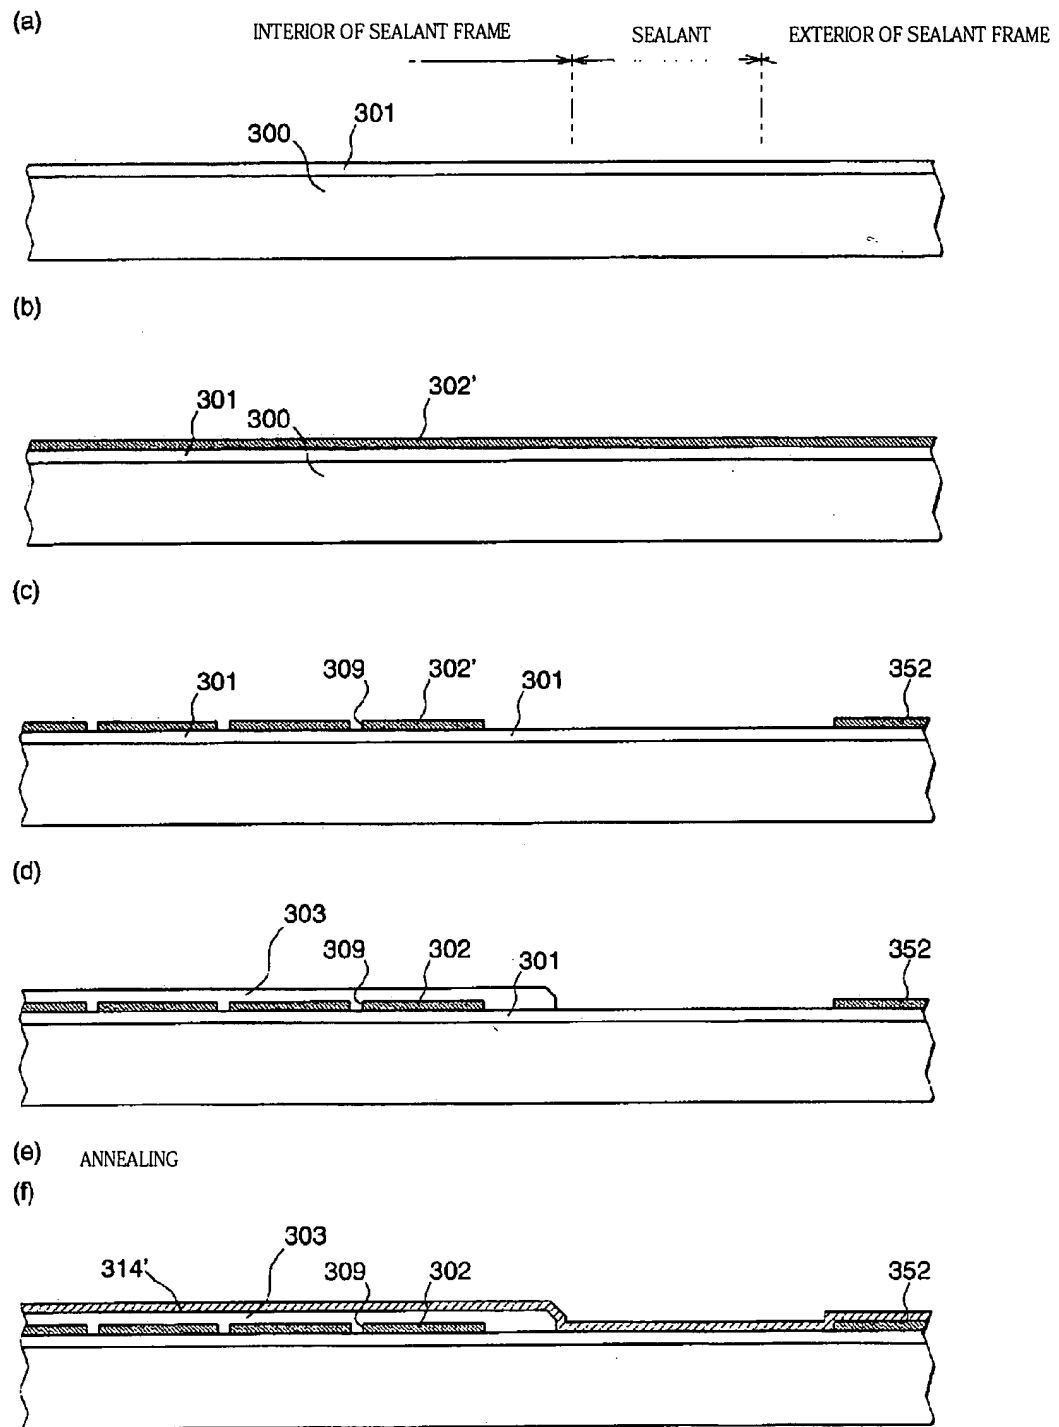 (a)
INTERIOR OF SEALANT FRAME SEALANT EXTERIOR OF SEALANT FRAME
301
300
(b)
302'
301
300
(c)
301 309 302' 301 352
(d)
303
309 302 301 352
(e) ANNEALING
(f)
303
314' 309 302 352